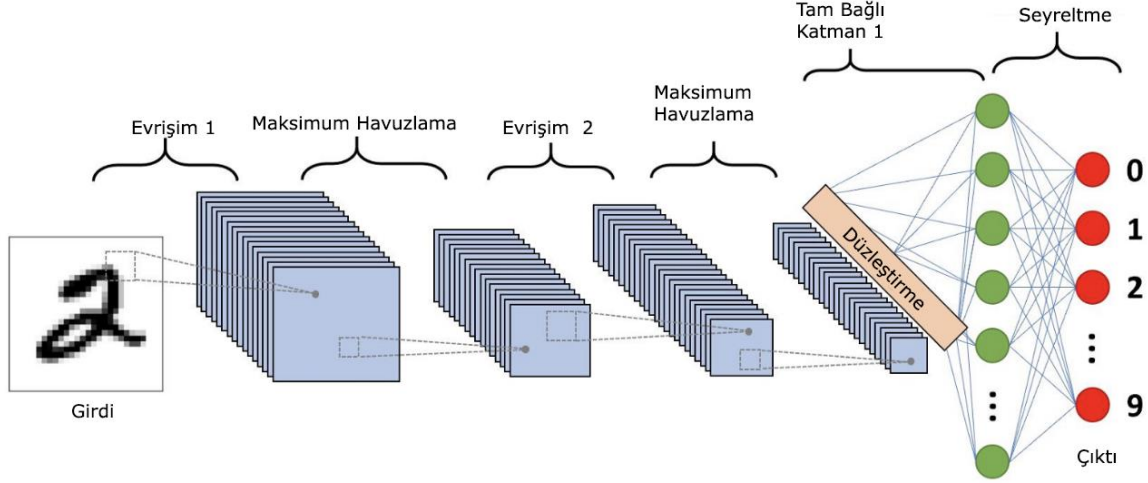 Tam Bağlı
Katman 1
Seyreltme
Maksimum
Havuzlama
Evrişim 1
Maksimum Havuzlama
Evrişim 2
Düzleştirme
0
1
2
9
Girdi
Çıktı